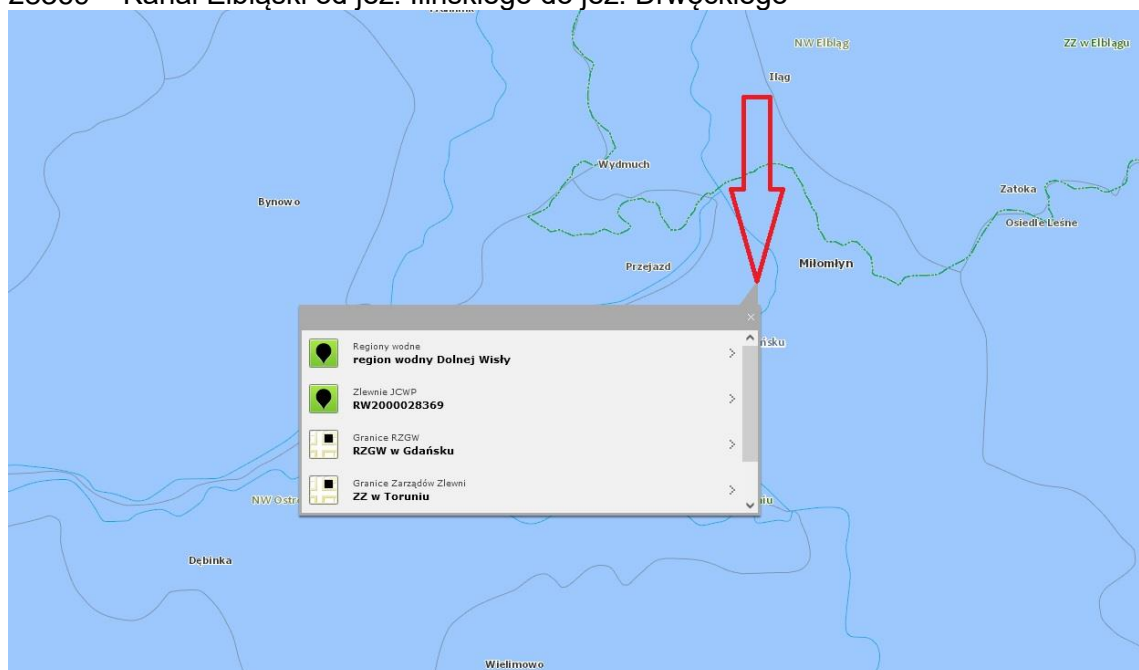 Kanał Elbląski od jez. Ilińskiego do jez. Drwęckiego
NW Elbląg
ZZ w Elblągu
Iłąg
Wydmuch
Bynowo
Zatoka
Osiedle Leśne
Przejazd
Miłomłyn
Regiony wodne
region wodny Dolnej Wisły
Zlewnie JCWP
RW2000028369
Granice RZGW
RZGW w Gdańsku
Granice Zarządów Zlewni
ZZ w Toruniu
NW
Dębinka
Wielimowo